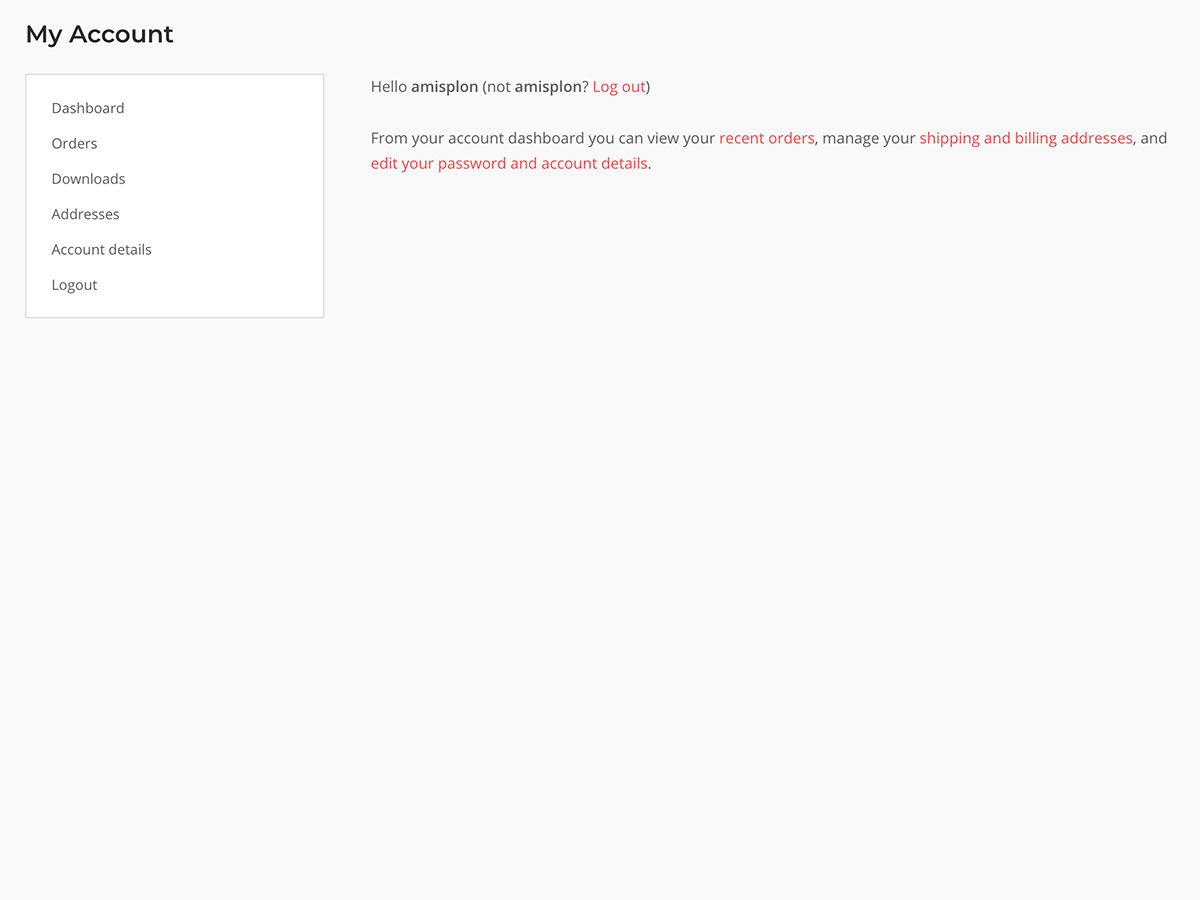 My Account
Dashboard
Orders
Downloads
Addresses
Account details
Logout
Hello amisplon (not amisplon? Log out)
From your account dashboard you can view your recent orders, manage your shipping and billing addresses, and
edit your password and account details.